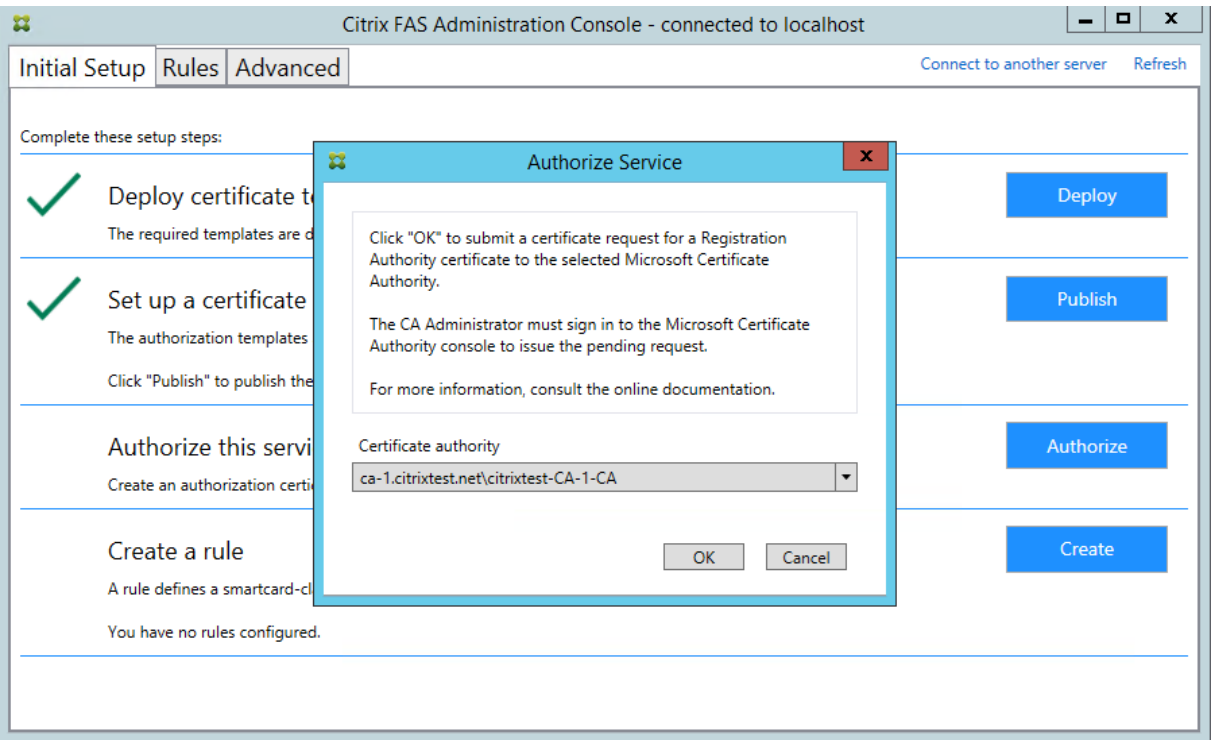 Citrix FAS Administration Console - connected to localhost
Initial Setup Rules Advanced
Connect to another server Refresh
Complete these setup steps:
Deploy certificate
The required templates are
Deploy
Set up a certificate
The authorization templates
Click "Publish" to publish the
Publish
Authorize this
Create an authorization
Authorize
Create a rule
A rule defines a
You have no rules configured.
Create
Authorize Service
x
Click "OK" to submit a certificate request for a Registration
Authority certificate to the selected Microsoft Certificate
Authority.
The CA Administrator must sign in to the Microsoft Certificate
Authority console to issue the pending request.
For more information, consult the online documentation.
Certificate authority
ca-1.citrixtest.net\citrixtest-CA-1-CA
OK Cancel